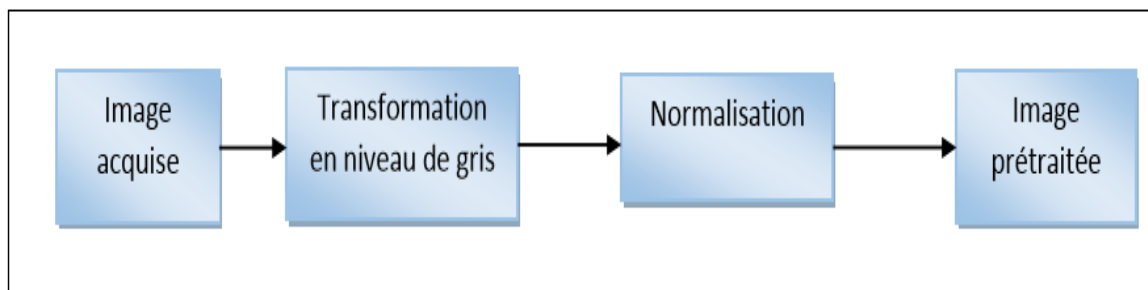 Image
acquise
Transformation
en niveau de gris
Normalisation
Image
prétraitée